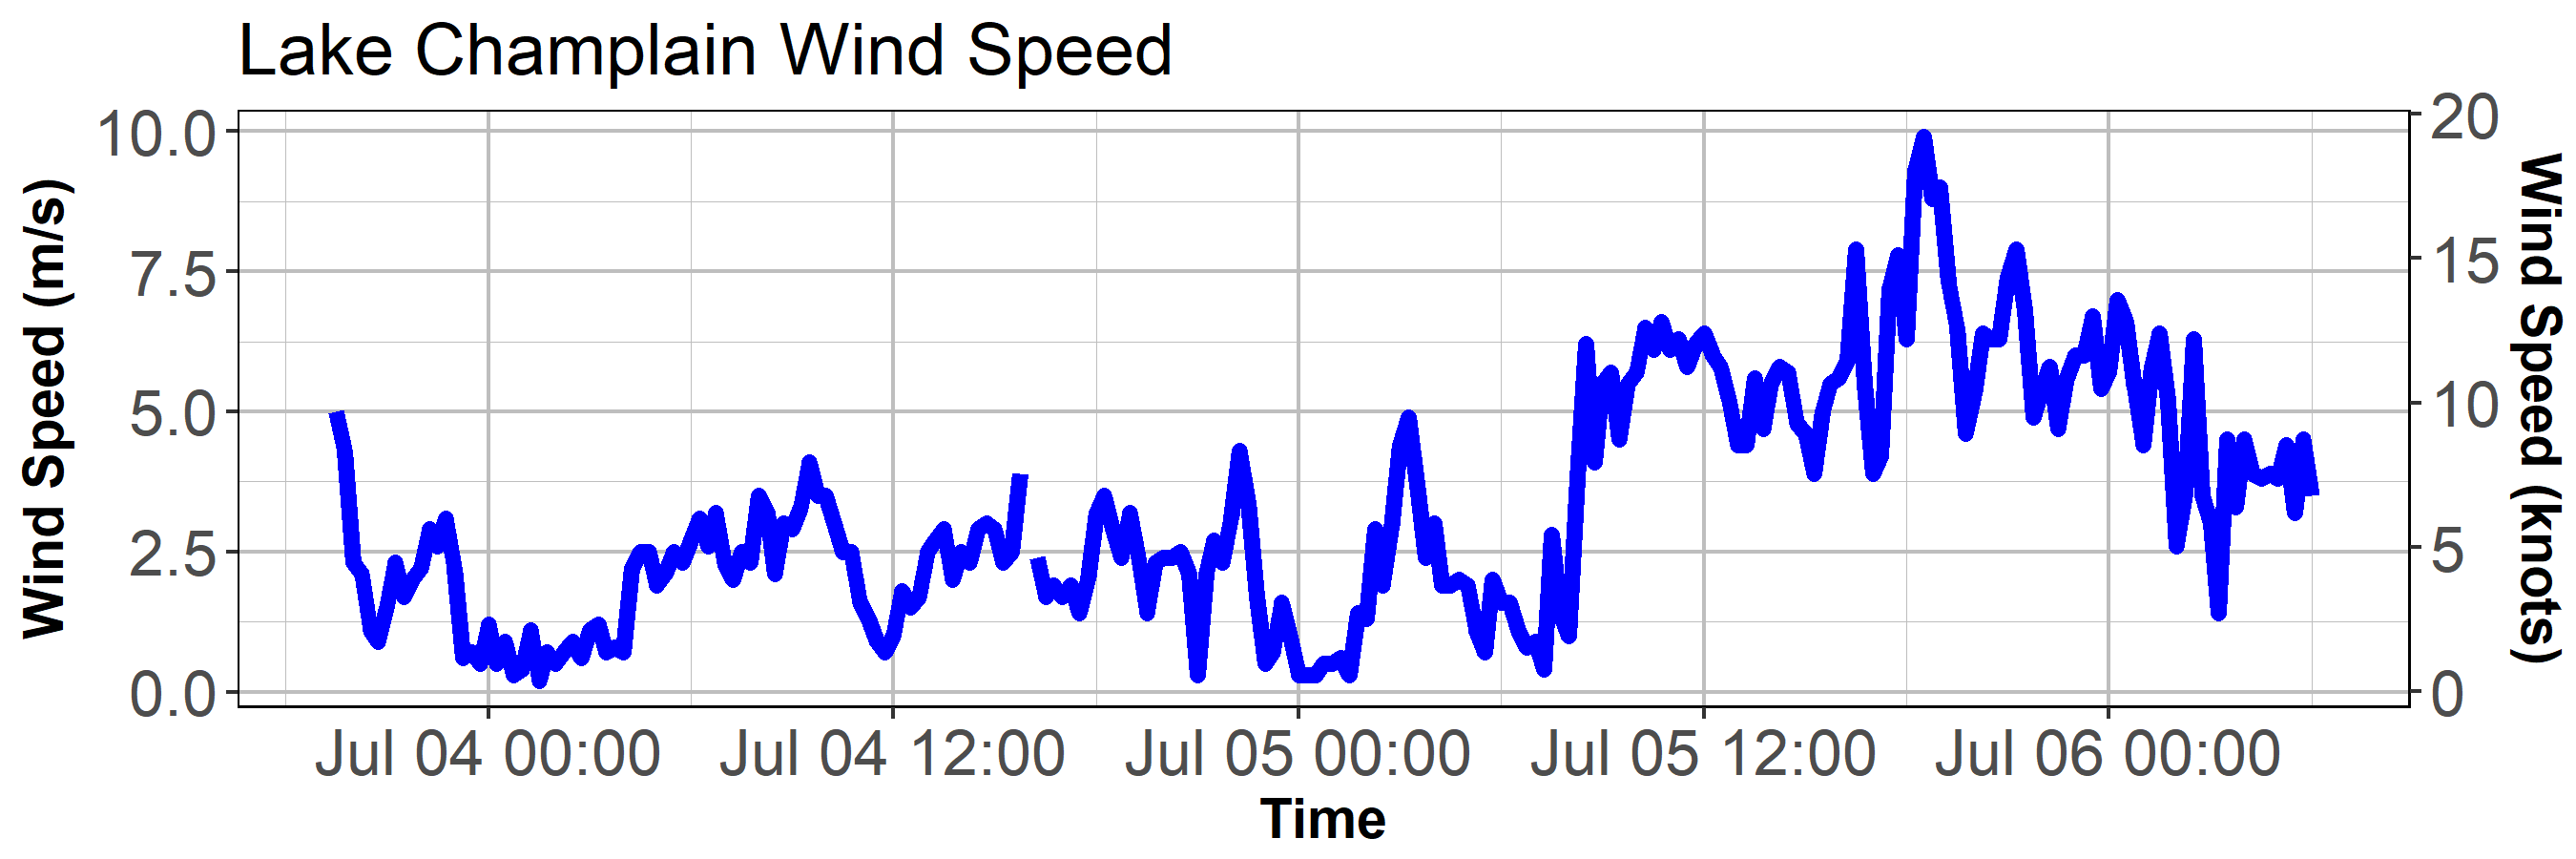 Lake Champlain Wind Speed
Wind Speed (m/s)
10.0
7.5
5.0
2.5
0.0
20
15
10
5
0
Wind Speed (knots)
Jul 04 00:00
Jul 04 12:00
Jul 05 00:00
Jul 05 12:00
Jul 06 00:00
Time